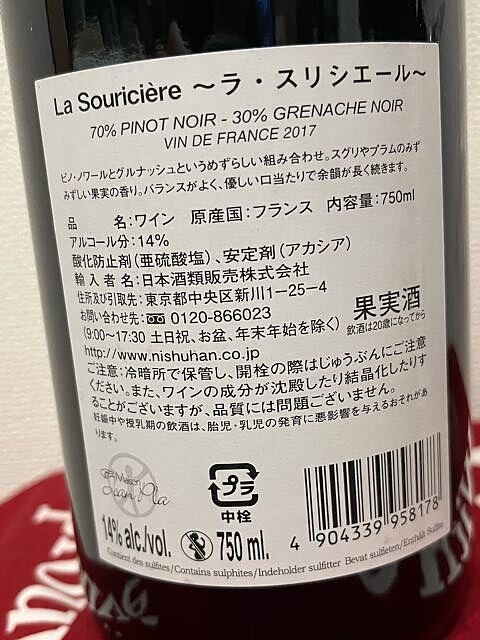 La Souricière ～ラ・スリシエール～
70% PINOT NOIR - 30% GRENACHE NOIR
VIN DE FRANCE 2017
ピノ・ノワールとグルナッシュというめずらしい組み合わせ。スグリやプラムのみず
みずしい果実の香り。バランスがよく、優しい口当たりで余韻が長く続きます。
品 名:ワイン 原産国:フランス 内容量:750ml
アルコール分:14%
酸化防止剤(亜硫酸塩)、安定剤(アカシア)
輸入者名:日本酒類販売株式会社
住所及び引取先:東京都中央区新川1-25-4
お問い合わせ先: 0120-866023
(9:00～17:30 土日祝、お盆、年末年始を除く)
果実酒
飲酒は20歳になってから
http://www.nishuhan.co.jp
ご注意:冷暗所で保管し、開栓の際はじゅうぶんにご注意
ください。また、ワインの成分が沈殿したり結晶化したりす
ることがございますが、品質には問題ございません。
妊娠中や授乳期の飲酒は、胎児・乳児の発育に悪影響を与えるおそれがあ
ります。
Maison
Jean Pla
プラ
中栓
14% alc./vol.
750 ml.
4 904339 958178
Contient des sulfites/Contains sulphites/Indeholder sulfitter Bevat sulfieten/Enthält Sulfite